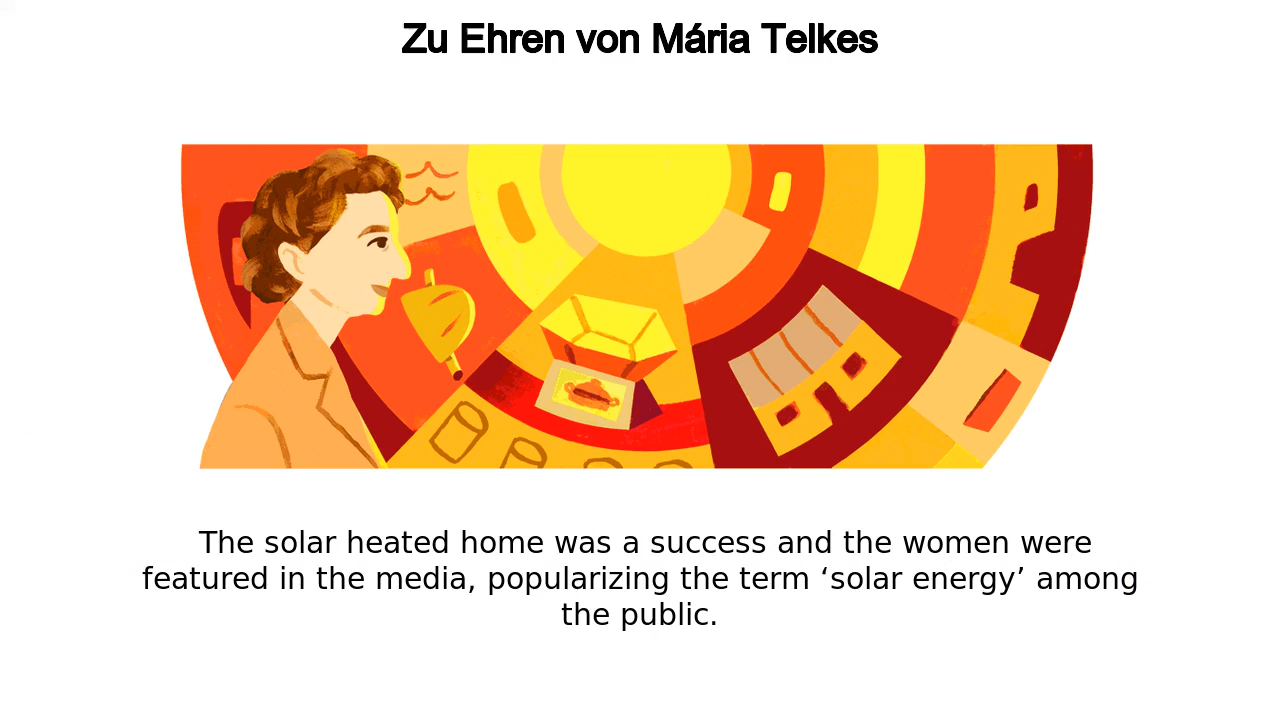 Zu Ehren von Mária Telkes
The solar heated home was a success and the women were
featured in the media, popularizing the term ‘solar energy’ among
the public.